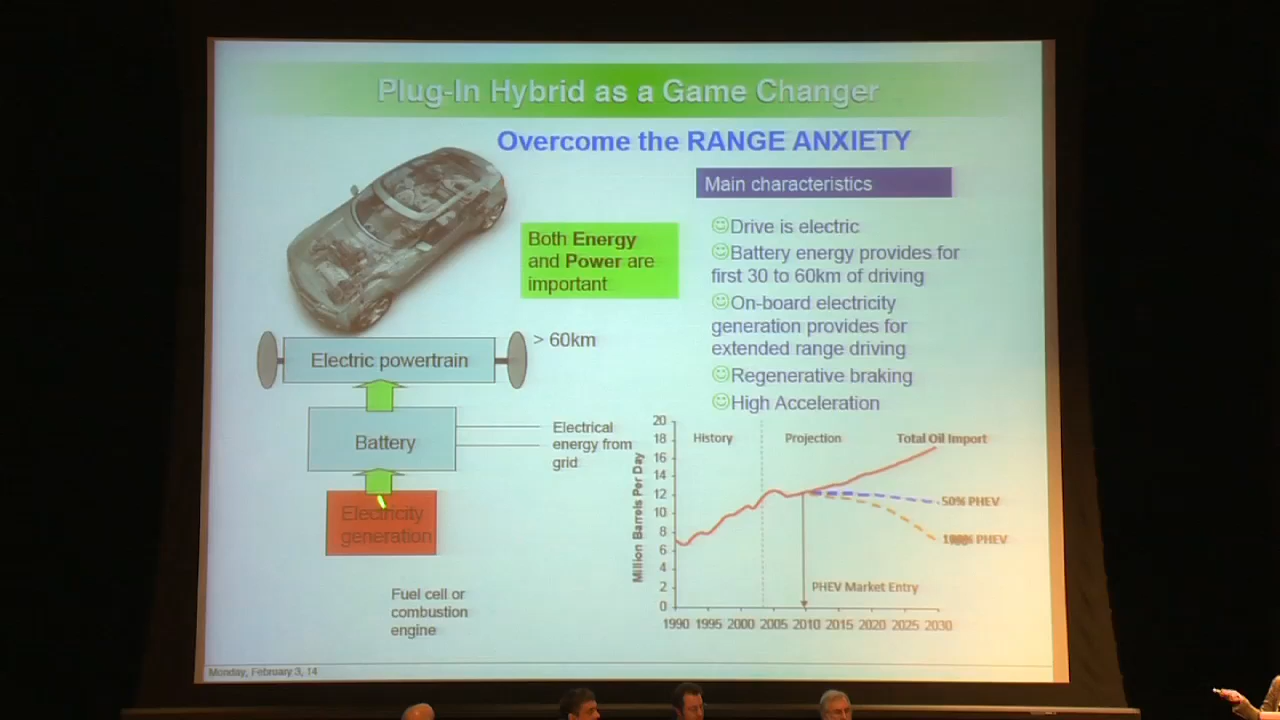 Plug-In Hybrid as a Game Changer
Overcome the RANGE ANXIETY
Main characteristics
Both Energy
and Power are
important
Drive is electric
Battery energy provides for
first 30 to 60km of driving
On-board electricity
generation provides for
extended range driving
Regenerative braking
High Acceleration
> 60km
Electric powertrain
Battery
Electrical
energy from
grid
Electricity
generation
Fuel cell or
combustion
engine
Million Barrels Per Day
20
18
16
14
12
10
8
6
4
2
0
History
Projection
Total Oil Import
50% PHEV
100% PHEV
PHEV Market Entry
1990 1995 2000 2005 2010 2015 2020 2025 2030
Monday, February 3, 14